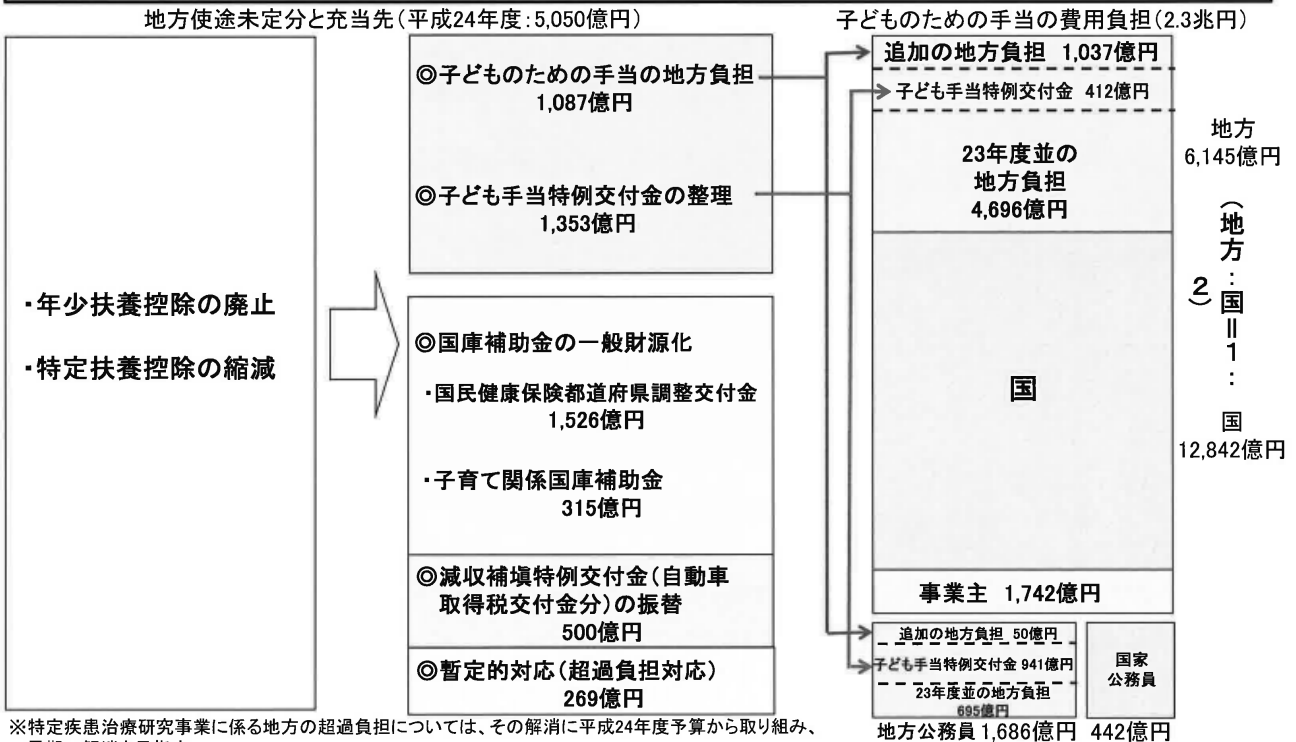 地方使途未定分と充当先(平成24年度:5,050億円)
・年少扶養控除の廃止
・特定扶養控除の縮減
◎子どものための手当の地方負担
1,087億円
◎子ども手当特例交付金の整理
1,353億円
◎国庫補助金の一般財源化
・国民健康保険都道府県調整交付金
1,526億円
・子育て関係国庫補助金
315億円
◎減収補塡特例交付金(自動車
取得税交付金分)の振替
500億円
◎暫定的対応(超過負担対応)
269億円
子どものための手当の費用負担(2.3兆円)
追加の地方負担 1,037億円
子ども手当特例交付金 412億円
23年度並の
地方負担
4,696億円
国
事業主 1,742億円
地方
6,145億円
(地方:国=1:
2)
国
12,842億円
追加の地方負担 50億円
子ども手当特例交付金 941億円
23年度並の地方負担
695億円
地方公務員 1,686億円
国家
公務員
442億円
※特定疾患治療研究事業に係る地方の超過負担については、その解消に平成24年度予算から取り組み、